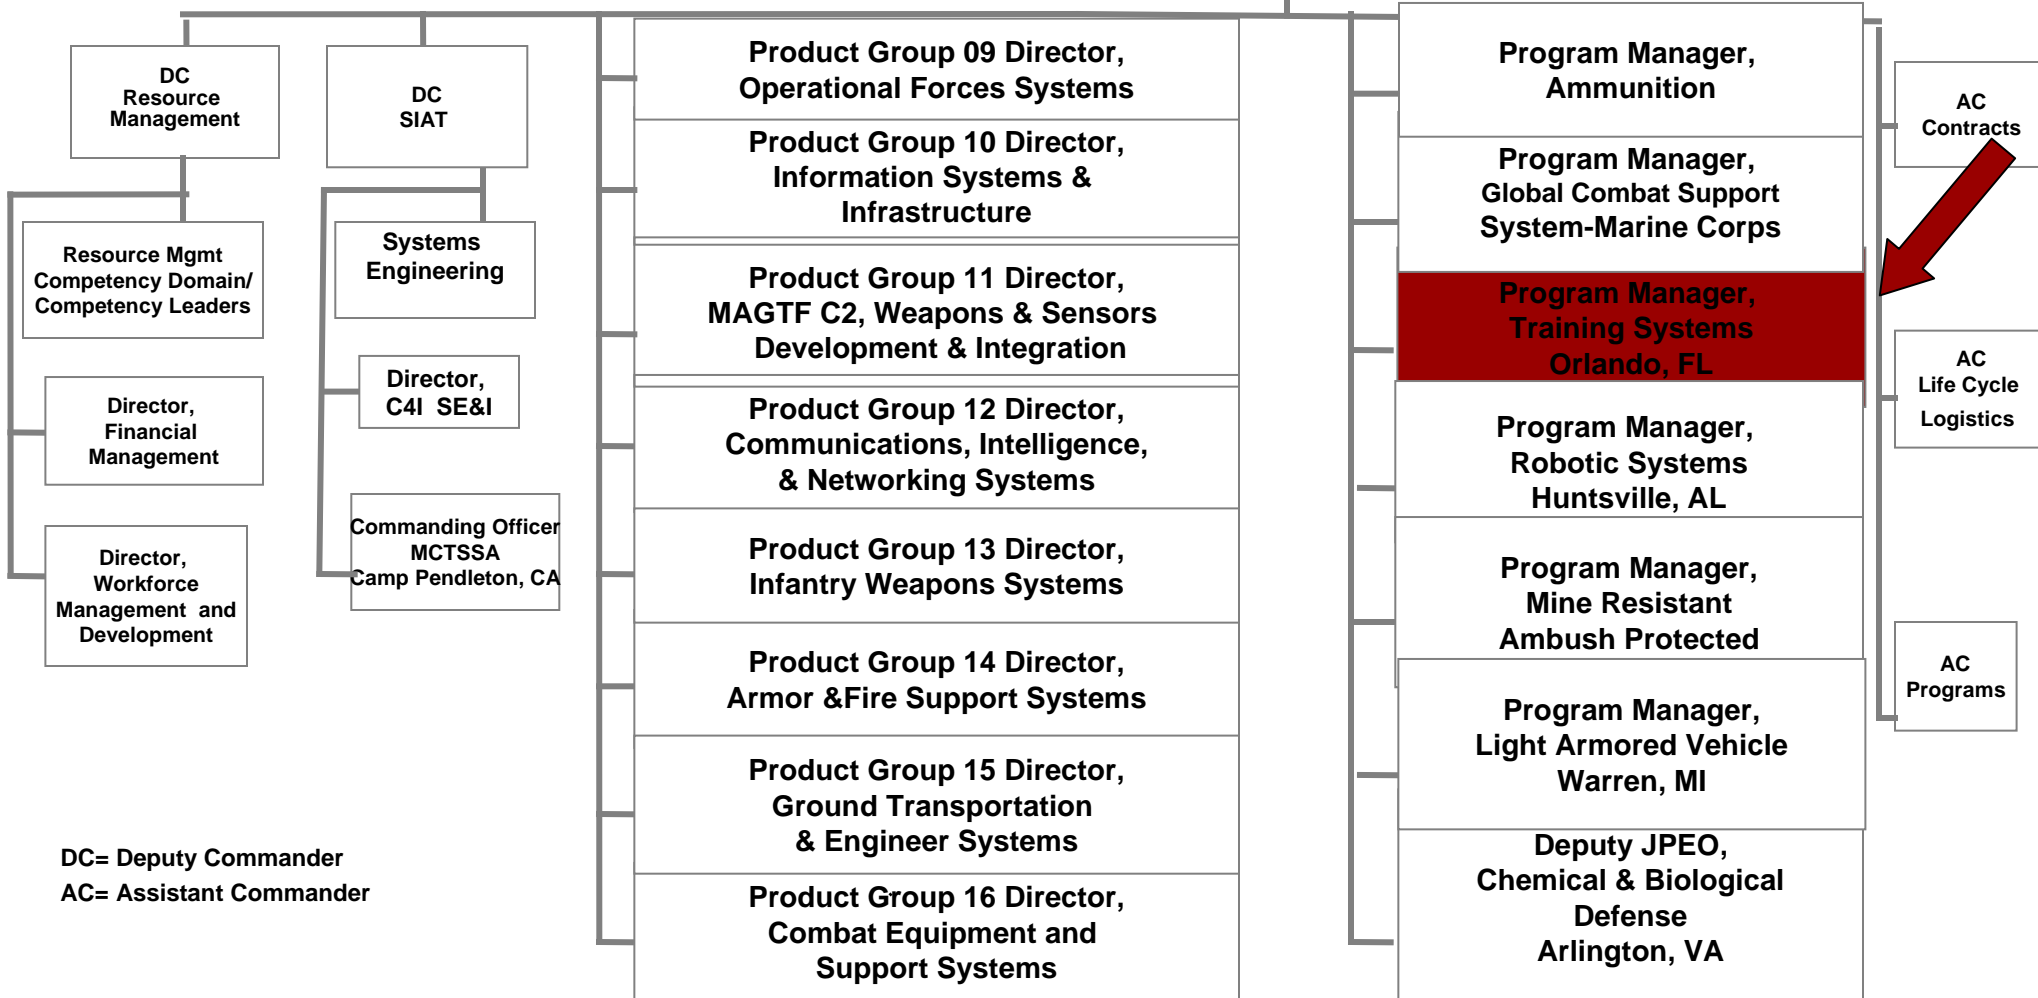 DC
Resource
Management
Resource Mgmt
Competency Domain/
Competency Leaders
Director,
Financial
Management
Director,
Workforce
Management and
Development
DC
SIAT
Systems
Engineering
Director,
C4I SE&I
Commanding Officer
MCTSSA
Camp Pendleton, CA
Product Group 09 Director,
Operational Forces Systems
Product Group 10 Director,
Information Systems &
Infrastructure
Product Group 11 Director,
MAGTF C2, Weapons & Sensors
Development & Integration
Product Group 12 Director,
Communications, Intelligence,
& Networking Systems
Product Group 13 Director,
Infantry Weapons Systems
Product Group 14 Director,
Armor &Fire Support Systems
Product Group 15 Director,
Ground Transportation
& Engineer Systems
Product Group 16 Director,
Combat Equipment and
Support Systems
Program Manager,
Ammunition
Program Manager,
Global Combat Support
System-Marine Corps
Program Manager,
Training Systems
Orlando, FL
Program Manager,
Robotic Systems
Huntsville, AL
Program Manager,
Mine Resistant
Ambush Protected
Program Manager,
Light Armored Vehicle
Warren, MI
Deputy JPEO,
Chemical & Biological
Defense
Arlington, VA
AC
Contracts
AC
Life Cycle
Logistics
AC
Programs
DC= Deputy Commander
AC= Assistant Commander